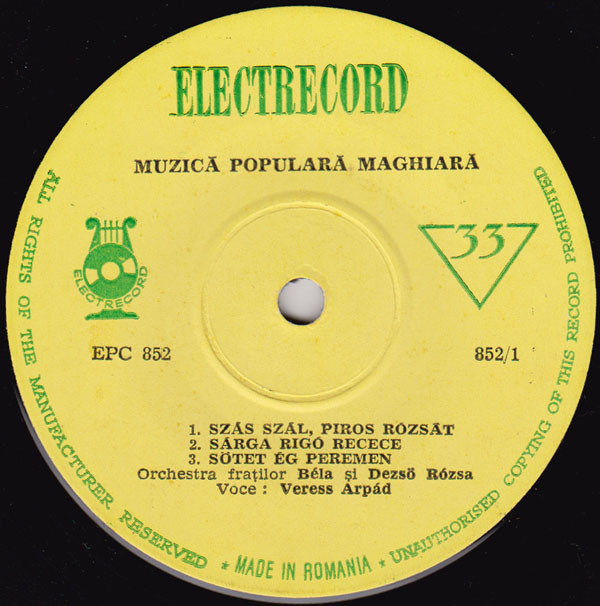 ELECTRECORD
MUZICĂ POPULARĂ MAGHIARĂ
ELECTRECORD
33
EPC 852
852/1
1. SZÁS SZÁL, PIROS RÓZSÁT
2. SÁRGA RIGÓ RECECE
3. SÖTET ÉG PEREMEN
Orchestra fraților Béla și Dezsö Rózsa
Voce : Veress Árpád
ALL RIGHTS OF THE MANUFACTURER RESERVED * MADE IN ROMANIA * UNAUTHORISED COPYING OF THIS RECORD PROHIBITED